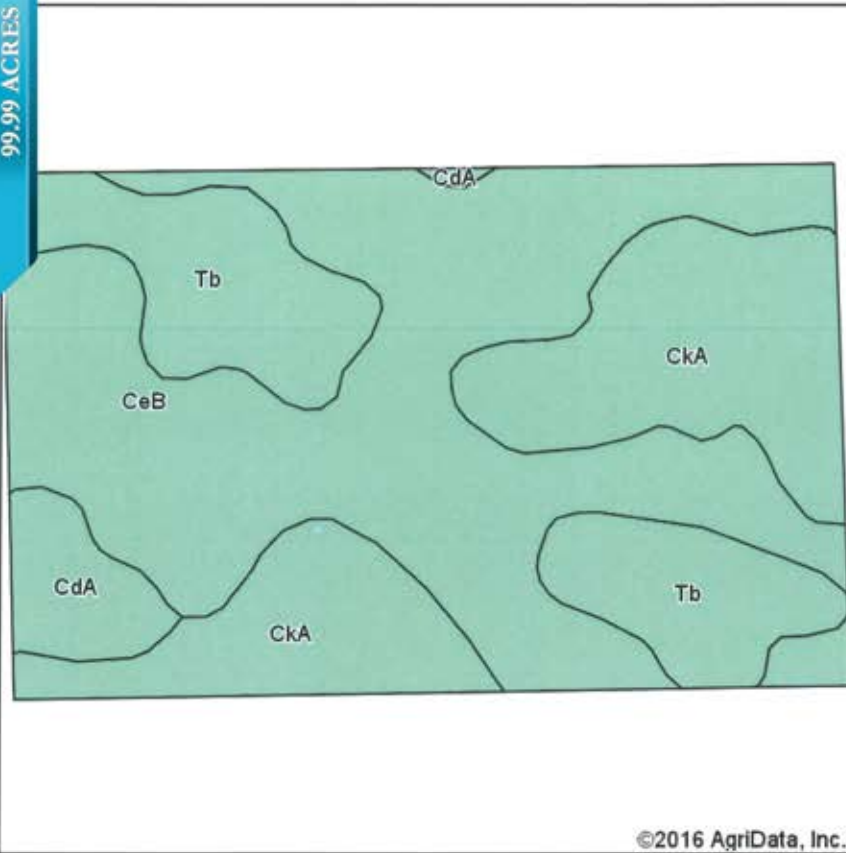 99.99 ACRES
CdA
Tb
CkA
CeB
CdA
Tb
CkA
©2016 AgriData, Inc.